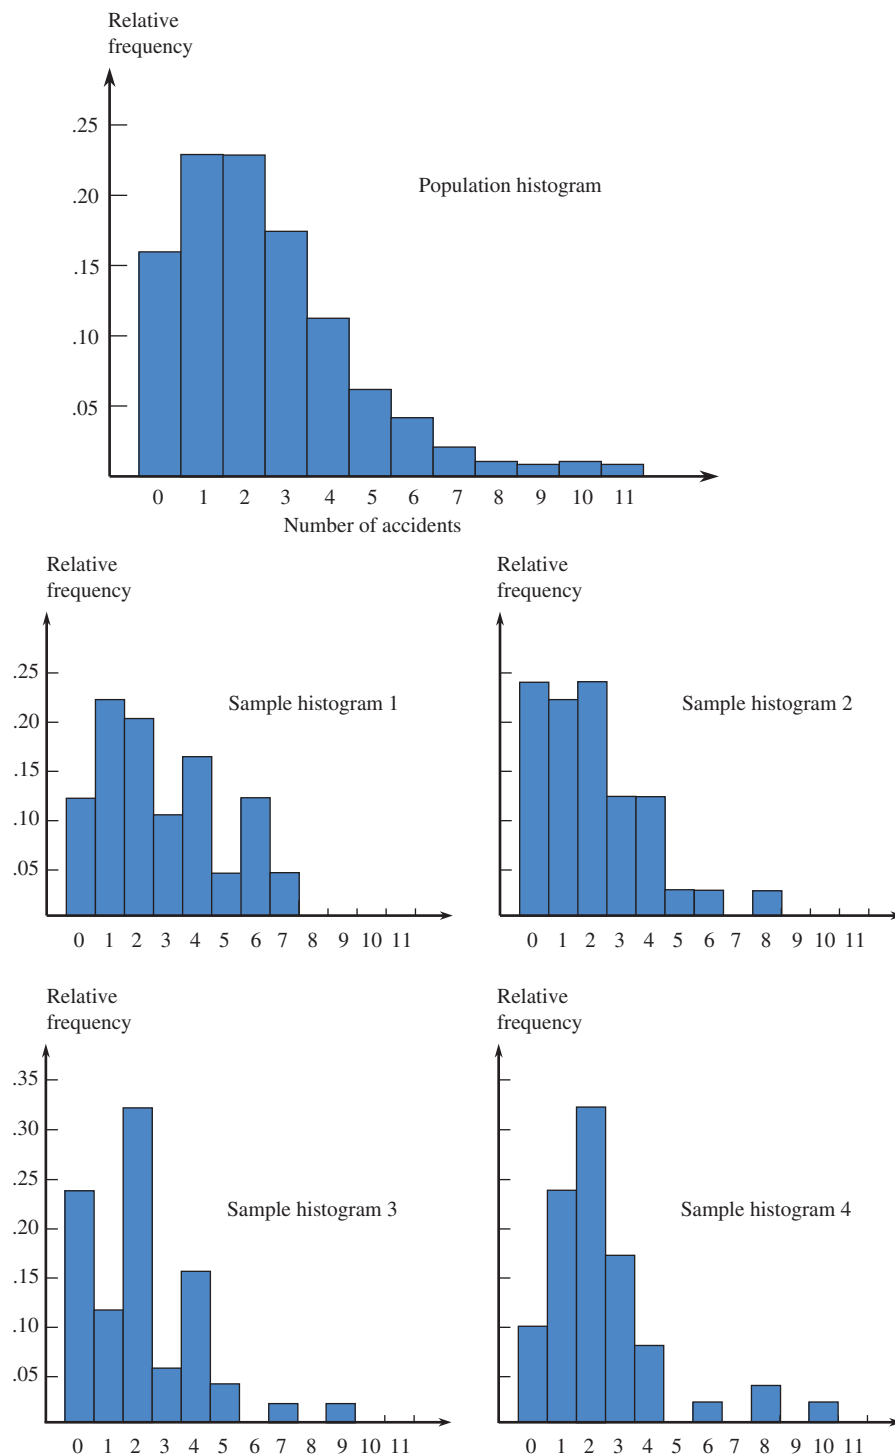 Relative
frequency
.25
.20
Population histogram
.15
.10
.05
0 1 2 3 4 5 6 7 8 9 10 11
Number of accidents
Relative
frequency
.25
Sample histogram 1
.20
.15
.10
.05
0 1 2 3 4 5 6 7 8 9 10 11
Relative
frequency
Sample histogram 2
0 1 2 3 4 5 6 7 8 9 10 11
Relative
frequency
.35
.30
.25
Sample histogram 3
.20
.15
.10
.05
0 1 2 3 4 5 6 7 8 9 10 11
Relative
frequency
Sample histogram 4
0 1 2 3 4 5 6 7 8 9 10 11